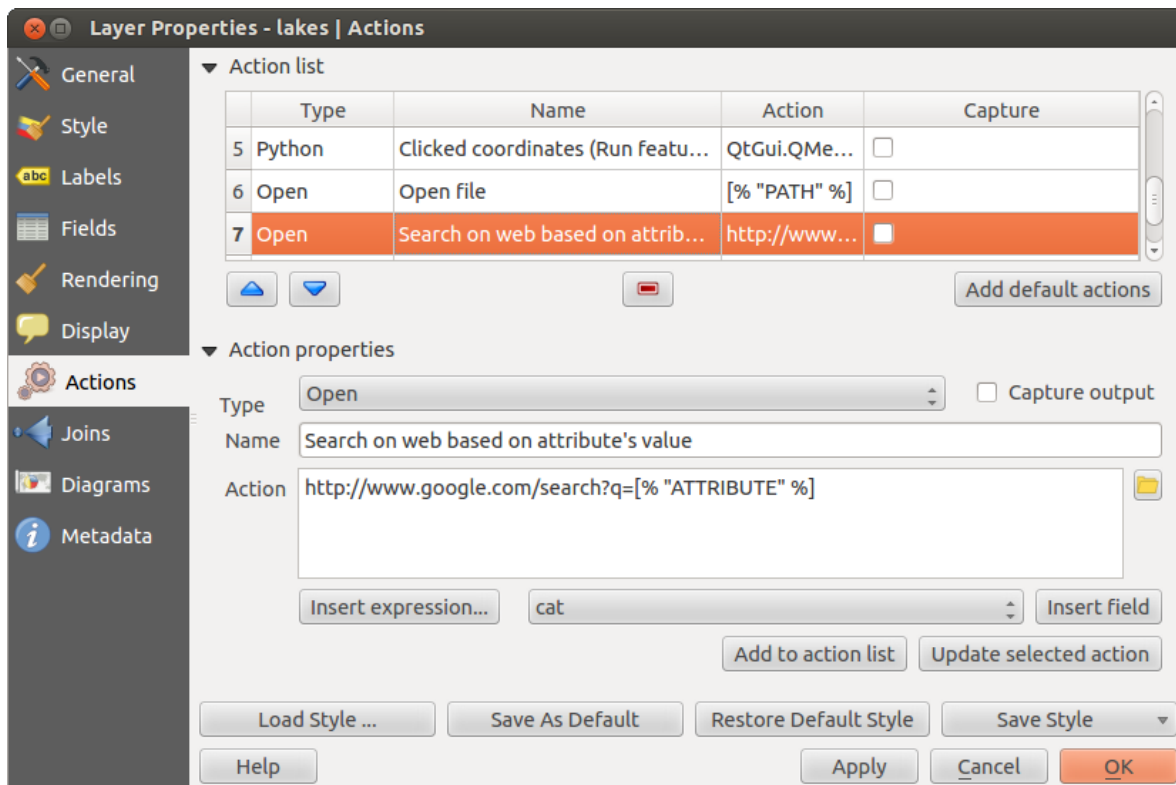 Layer Properties - lakes | Actions
General
Style
abc Labels
Fields
Rendering
Display
Actions
Joins
Diagrams
Metadata
Action list
Type Name Action Capture
5 Python Clicked coordinates (Run featu... QtGui.QMe...
6 Open Open file [% "PATH" %]
7 Open Search on web based on attrib... http://www...
Add default actions
Action properties
Type Open Capture output
Name Search on web based on attribute's value
Action http://www.google.com/search?q=[% "ATTRIBUTE" %]
Insert expression... cat Insert field
Add to action list Update selected action
Load Style ... Save As Default Restore Default Style Save Style
Help Apply Cancel OK